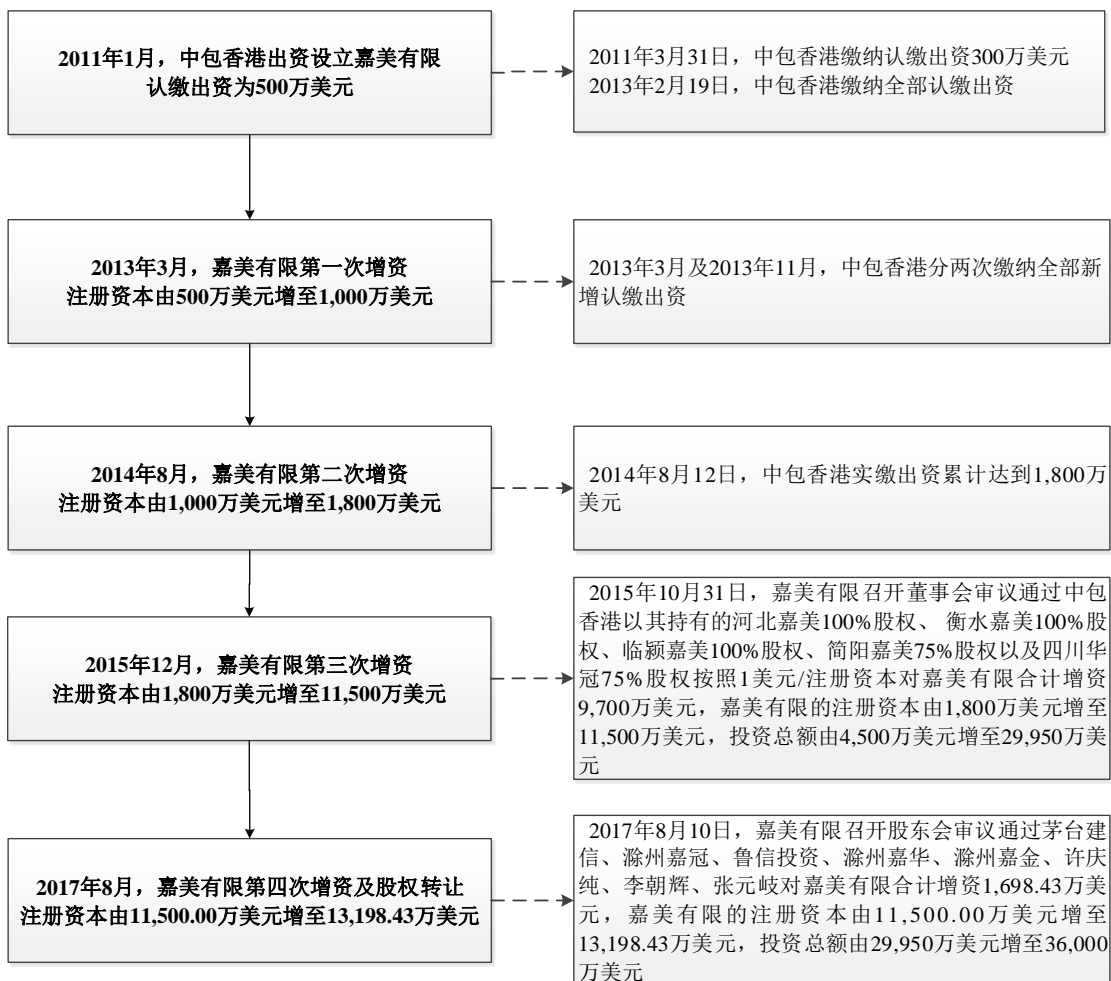 2011年1月，中包香港出资设立嘉美有限
认缴出资为500万美元
2011年3月31日，中包香港缴纳认缴出资300万美元
2013年2月19日，中包香港缴纳全部认缴出资
2013年3月，嘉美有限第一次增资
注册资本由500万美元增至1,000万美元
2013年3月及2013年11月，中包香港分两次缴纳全部新
增认缴出资
2014年8月，嘉美有限第二次增资
注册资本由1,000万美元增至1,800万美元
2014年8月12日，中包香港实缴出资累计达到1,800万
美元
2015年12月，嘉美有限第三次增资
注册资本由1,800万美元增至11,500万美元
2015年10月31日，嘉美有限召开董事会审议通过中包
香港以其持有的河北嘉美100%股权、 衡水嘉美100%股
权、临颍嘉美100%股权、简阳嘉美75%股权以及四川华
冠75%股权按照1美元/注册资本对嘉美有限合计增资
9,700万美元，嘉美有限的注册资本由1,800万美元增至
11,500万美元，投资总额由4,500万美元增至29,950万美
元
2017年8月，嘉美有限第四次增资及股权转让
注册资本由11,500.00万美元增至13,198.43万美元
2017年8月10日，嘉美有限召开股东会审议通过茅台建
信、滁州嘉冠、鲁信投资、滁州嘉华、滁州嘉金、许庆
纯、李朝辉、张元岐对嘉美有限合计增资1,698.43万美
元，嘉美有限的注册资本由11,500.00万美元增至
13,198.43万美元，投资总额由29,950万美元增至36,000
万美元